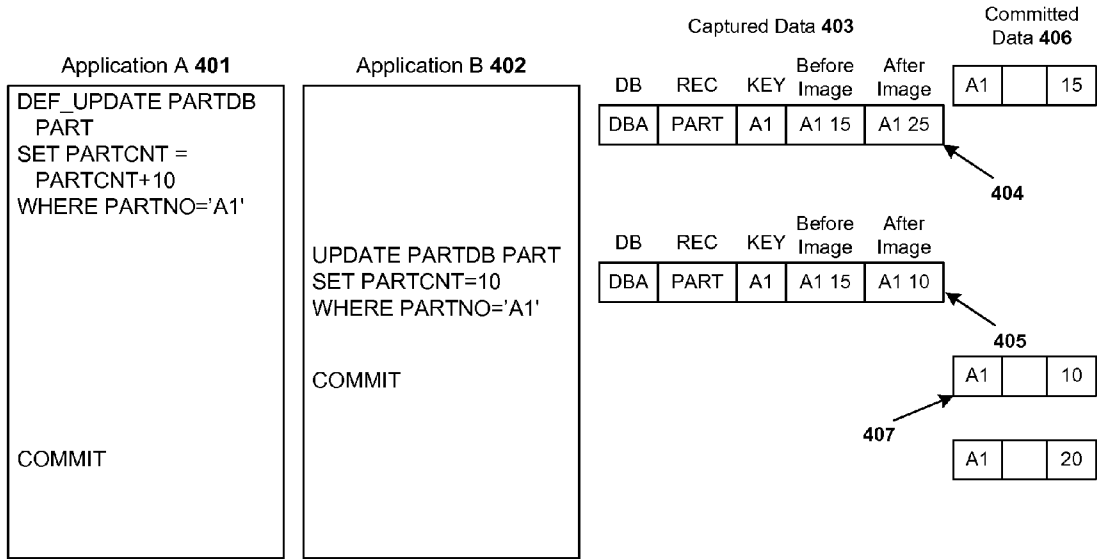 Application A 401
DEF_UPDATE PARTDB
PART
SET PARTCNT =
PARTCNT+10
WHERE PARTNO='A1'
COMMIT
Application B 402
UPDATE PARTDB PART
SET PARTCNT=10
WHERE PARTNO='A1'
COMMIT
Captured Data 403
DB REC KEY Before Image After Image
DBA PART A1 A1 15 A1 25
404
DB REC KEY Before Image After Image
DBA PART A1 A1 15 A1 10
405
Committed
Data 406
A1 15
A1 10
407
A1 20